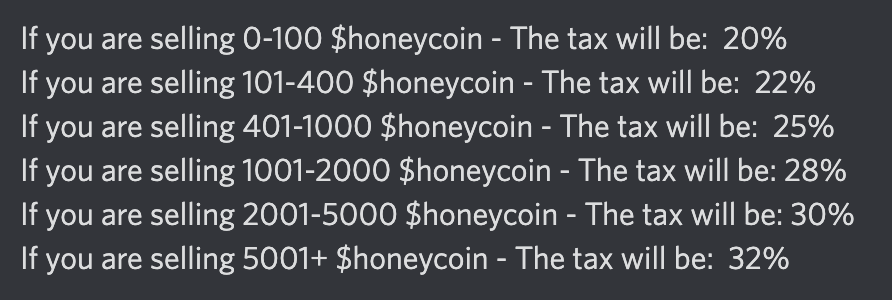 If you are selling 0-100 $honeycoin - The tax will be:  20%
If you are selling 101-400 $honeycoin - The tax will be:  22%
If you are selling 401-1000 $honeycoin - The tax will be:  25%
If you are selling 1001-2000 $honeycoin - The tax will be: 28%
If you are selling 2001-5000 $honeycoin - The tax will be: 30%
If you are selling 5001+ $honeycoin - The tax will be:  32%